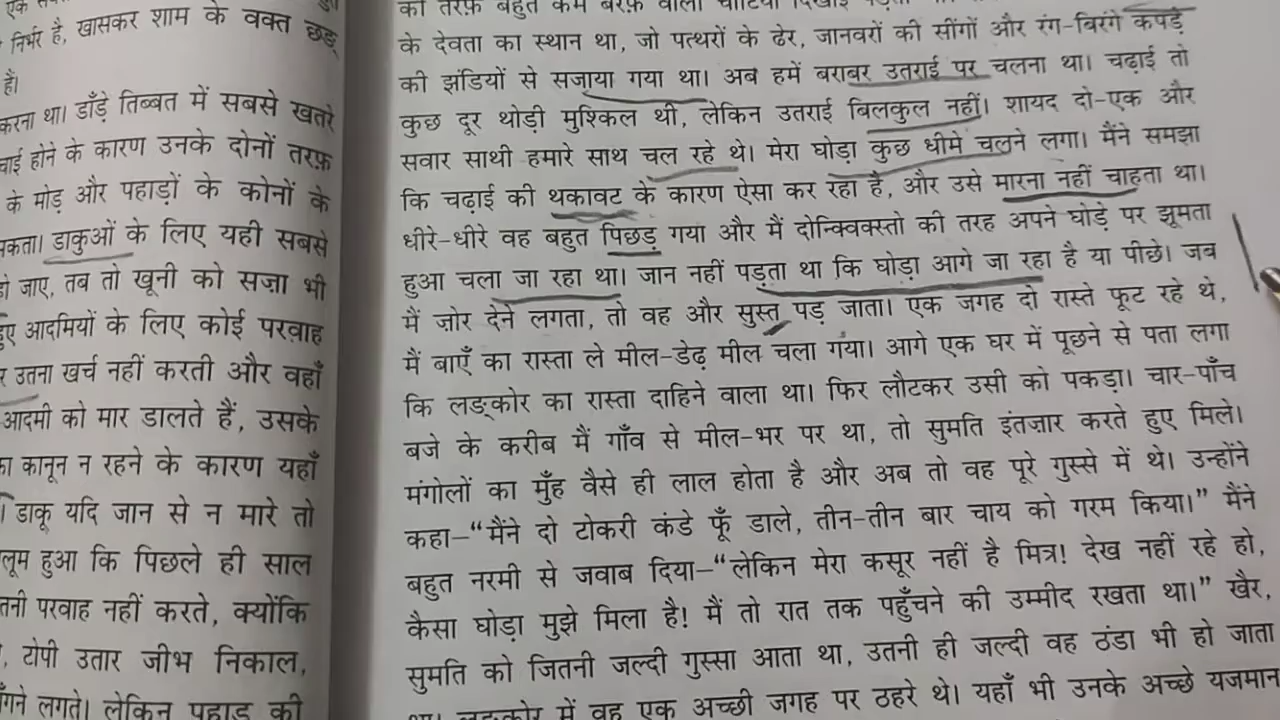 निर्भर है, खासकर शाम के वक्त छङ्
है।
करना था। डाँड़े तिब्बत में सबसे खतरे
होने के कारण उनके दोनों तरफ़
के मोड़ और पहाड़ों के कोनों के
डाकुओं के लिए यही सबसे
जाए, तब तो खूनी को सज़ा भी
आदमियों के लिए कोई परवाह
उतना खर्च नहीं करती और वहाँ
आदमी को मार डालते हैं, उसके
कानून न रहने के कारण यहाँ
डाकू यदि जान से न मारे तो
हुआ कि पिछले ही साल
परवाह नहीं करते, क्योंकि
टोपी उतार जीभ निकाल,
लगते। लेकिन पहाड़ की
की तरफ़ बहुत कम बरफ़ वाली चोटियाँ दिखाई
के देवता का स्थान था, जो पत्थरों के ढेर, जानवरों की सींगों और रंग-बिरंगे कपड़े
की झंडियों से सजाया गया था। अब हमें बराबर उतराई पर चलना था। चढ़ाई तो
कुछ दूर थोड़ी मुश्किल थी, लेकिन उतराई बिलकुल नहीं। शायद दो-एक और
सवार साथी हमारे साथ चल रहे थे। मेरा घोड़ा कुछ धीमे चलने लगा। मैंने समझा
कि चढ़ाई की थकावट के कारण ऐसा कर रहा है, और उसे मारना नहीं चाहता था।
धीरे-धीरे वह बहुत पिछड़ गया और मैं दोन्क्विक्स्तो की तरह अपने घोड़े पर झूमता
हुआ चला जा रहा था। जान नहीं पड़ता था कि घोड़ा आगे जा रहा है या पीछे। जब
मैं ज़ोर देने लगता, तो वह और सुस्त पड़ जाता। एक जगह दो रास्ते फूट रहे थे,
मैं बाएँ का रास्ता ले मील-डेढ़ मील चला गया। आगे एक घर में पूछने से पता लगा
कि लङ्कोर का रास्ता दाहिने वाला था। फिर लौटकर उसी को पकड़ा। चार-पाँच
बजे के करीब मैं गाँव से मील-भर पर था, तो सुमति इंतज़ार करते हुए मिले।
मंगोलों का मुँह वैसे ही लाल होता है और अब तो वह पूरे गुस्से में थे। उन्होंने
कहा–“मैंने दो टोकरी कंडे फूँ डाले, तीन-तीन बार चाय को गरम किया।” मैंने
बहुत नरमी से जवाब दिया–“लेकिन मेरा कसूर नहीं है मित्र! देख नहीं रहे हो,
कैसा घोड़ा मुझे मिला है! मैं तो रात तक पहुँचने की उम्मीद रखता था।” खैर,
सुमति को जितनी जल्दी गुस्सा आता था, उतनी ही जल्दी वह ठंडा भी हो जाता
था। लङ्कोर में वह एक अच्छी जगह पर ठहरे थे। यहाँ भी उनके अच्छे यजमान